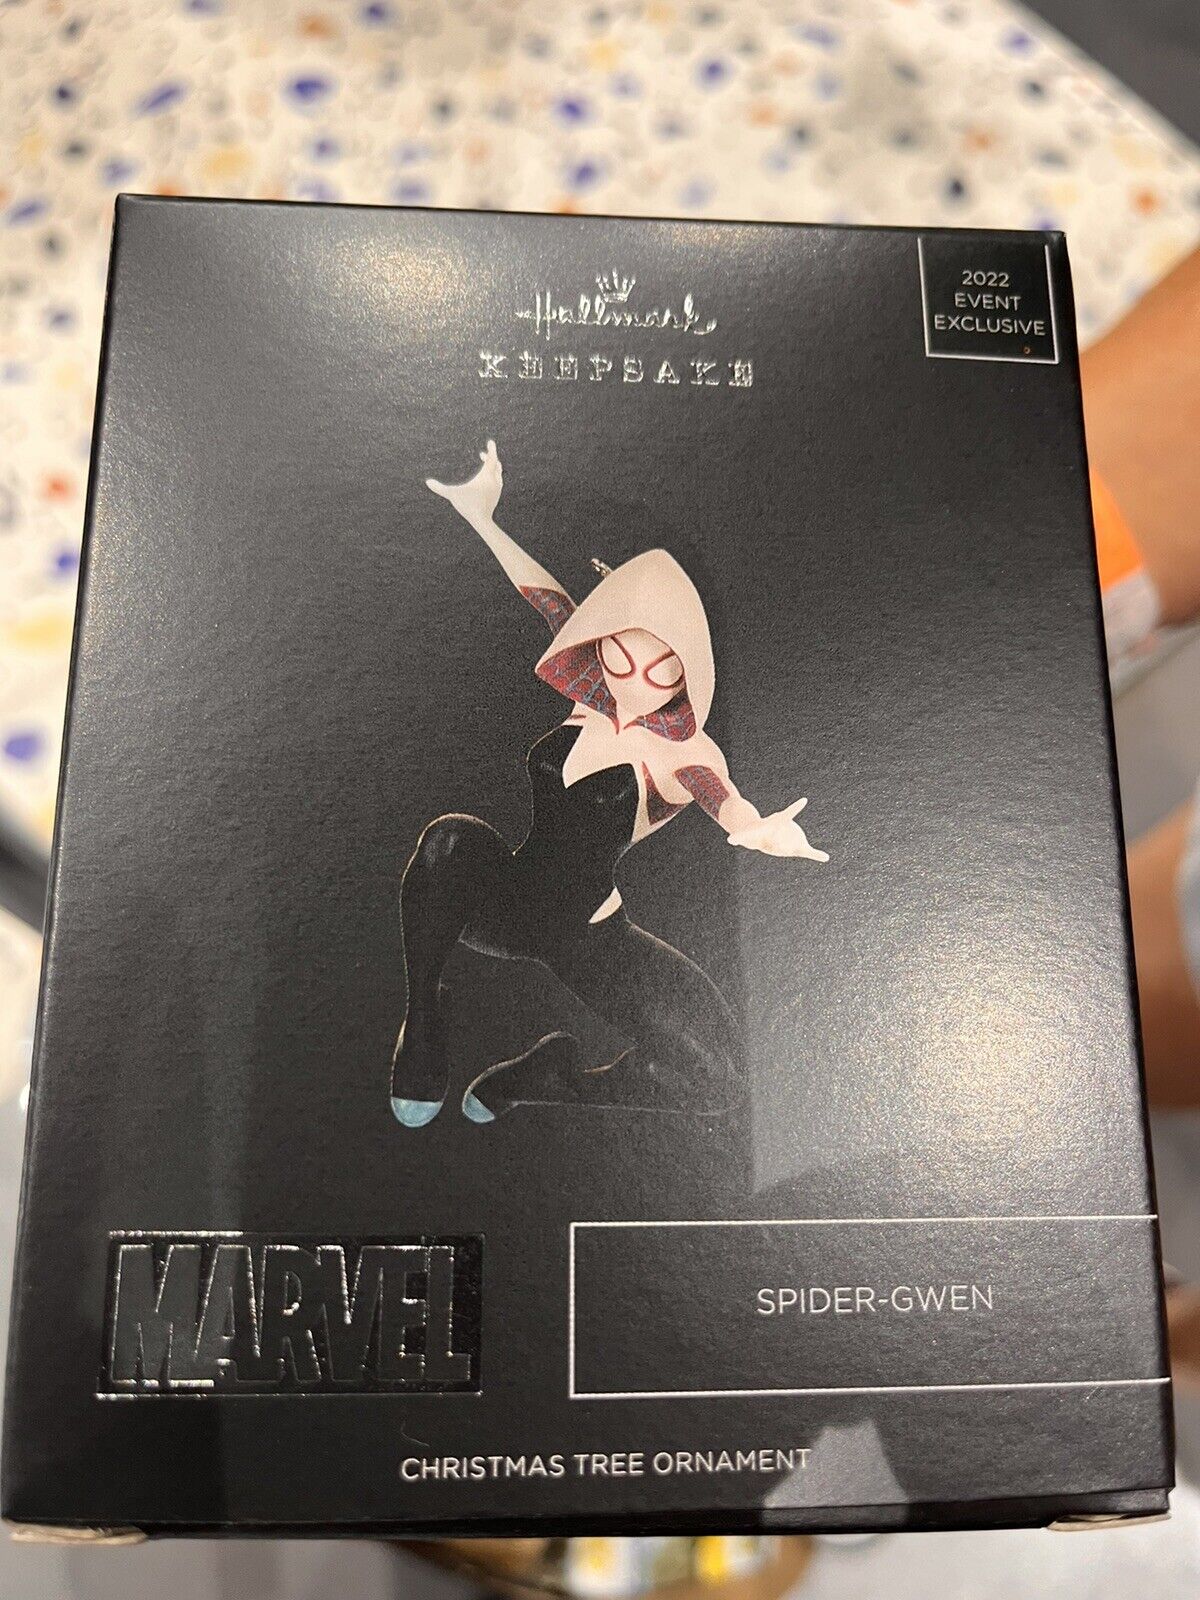 Hallmark
KEEPSAKE
2022
EVENT
EXCLUSIVE
MARVEL
SPIDER-GWEN
CHRISTMAS TREE ORNAMENT